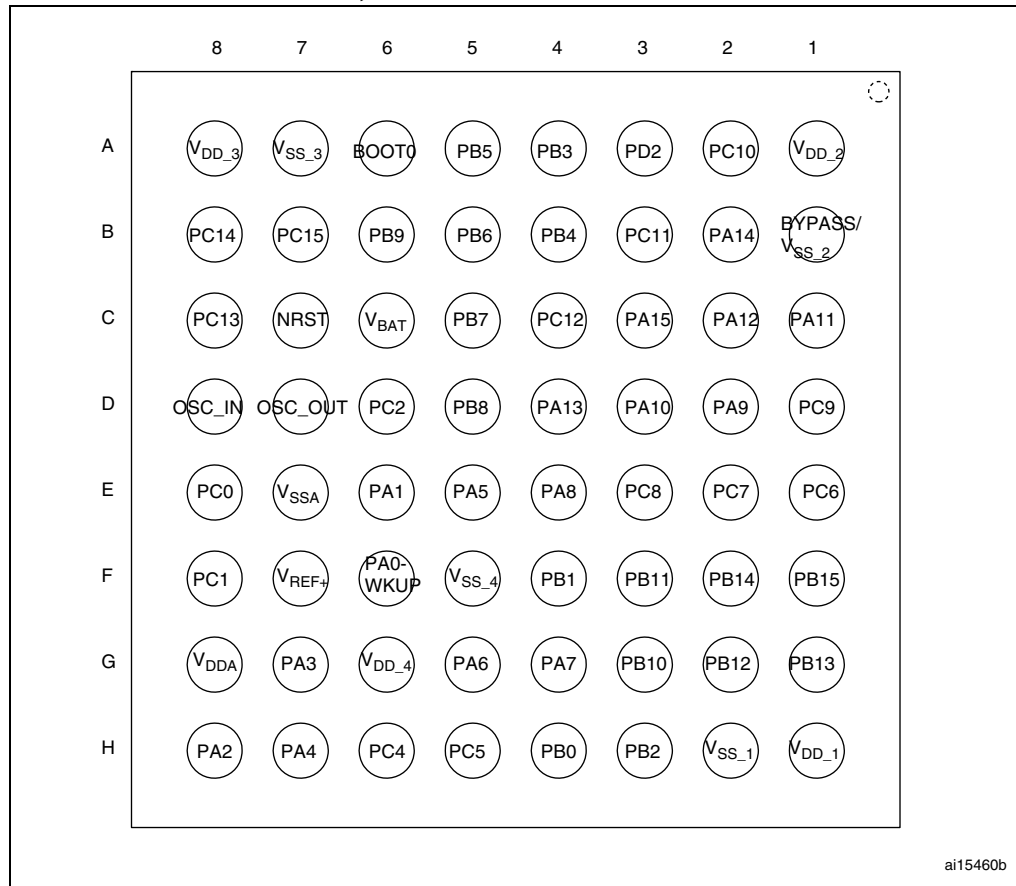 8 7 6 5 4 3 2 1
A VDD_3 VSS_3 BOOT0 PB5 PB3 PD2 PC10 VDD_2
B PC14 PC15 PB9 PB6 PB4 PC11 PA14 BYPASS/
VSS_2
C PC13 NRST VBAT PB7 PC12 PA15 PA12 PA11
D OSC_IN OSC_OUT PC2 PB8 PA13 PA10 PA9 PC9
E PC0 VSSA PA1 PA5 PA8 PC8 PC7 PC6
F PC1 VREF+ PA0-
WKUP VSS_4 PB1 PB11 PB14 PB15
G VDDA PA3 VDD_4 PA6 PA7 PB10 PB12 PB13
H PA2 PA4 PC4 PC5 PB0 PB2 VSS_1 VDD_1
ai15460b